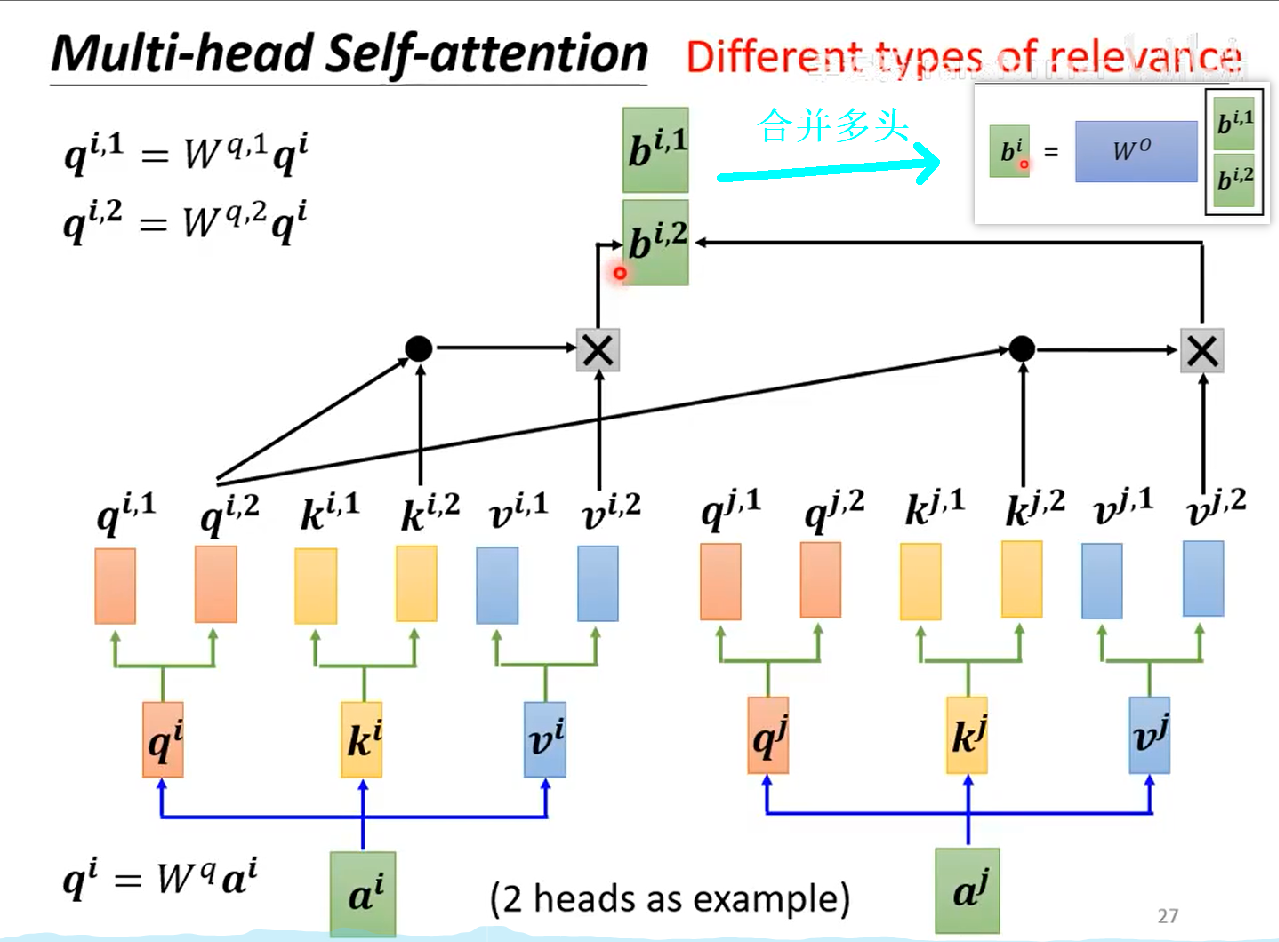 Multi-head Self-attention Different types of relevance
q^{i,1} = W^{q,1}q^i
q^{i,2} = W^{q,2}q^i
b^{i,1}
b^{i,2}
合并多头
b^i = W^O b^{i,1}
b^{i,2}
q^{i,1} q^{i,2} k^{i,1} k^{i,2} v^{i,1} v^{i,2} q^{j,1} q^{j,2} k^{j,1} k^{j,2} v^{j,1} v^{j,2}
q^i k^i v^i q^j k^j v^j
q^i = W^q a^i
a^i (2 heads as example) a^j
27